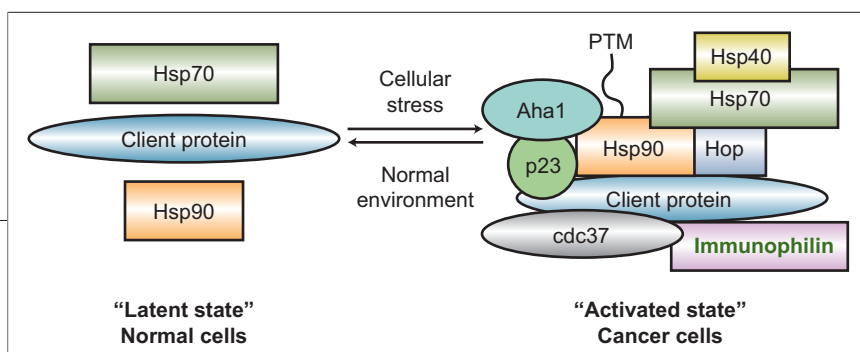 Hsp70
Client protein
Hsp90
Cellular
stress
Normal
environment
PTM
Hsp40
Hsp70
Aha1
Hsp90
Hop
p23
Client protein
cdc37
Immunophilin
“Latent state”
Normal cells
“Activated state”
Cancer cells